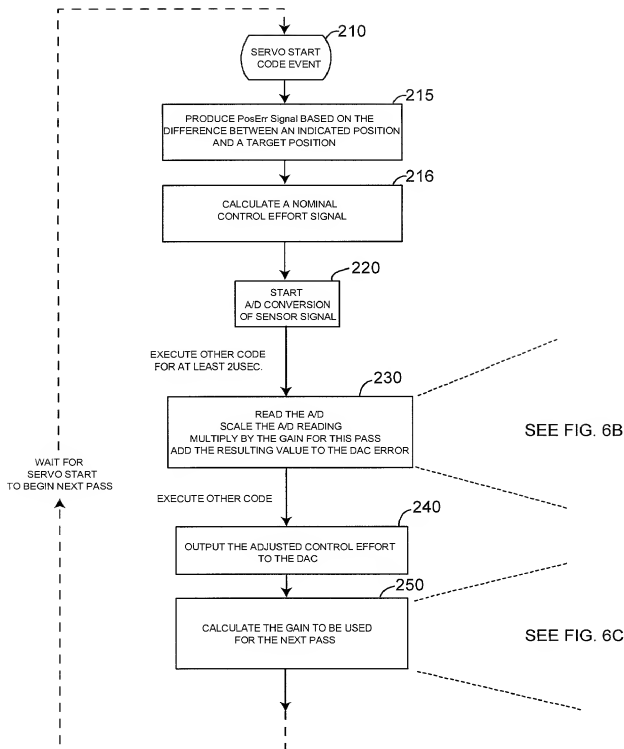 210
SERVO START
CODE EVENT
215
PRODUCE PosErr Signal BASED ON THE
DIFFERENCE BETWEEN AN INDICATED POSITION
AND A TARGET POSITION
216
CALCULATE A NOMINAL
CONTROL EFFORT SIGNAL
220
START
A/D CONVERSION
OF SENSOR SIGNAL
EXECUTE OTHER CODE
FOR AT LEAST 2USEC.
230
READ THE A/D
SCALE THE A/D READING
MULTIPLY BY THE GAIN FOR THIS PASS
ADD THE RESULTING VALUE TO THE DAC ERROR
SEE FIG. 6B
WAIT FOR
SERVO START
TO BEGIN NEXT PASS
EXECUTE OTHER CODE
240
OUTPUT THE ADJUSTED CONTROL EFFORT
TO THE DAC
250
CALCULATE THE GAIN TO BE USED
FOR THE NEXT PASS
SEE FIG. 6C